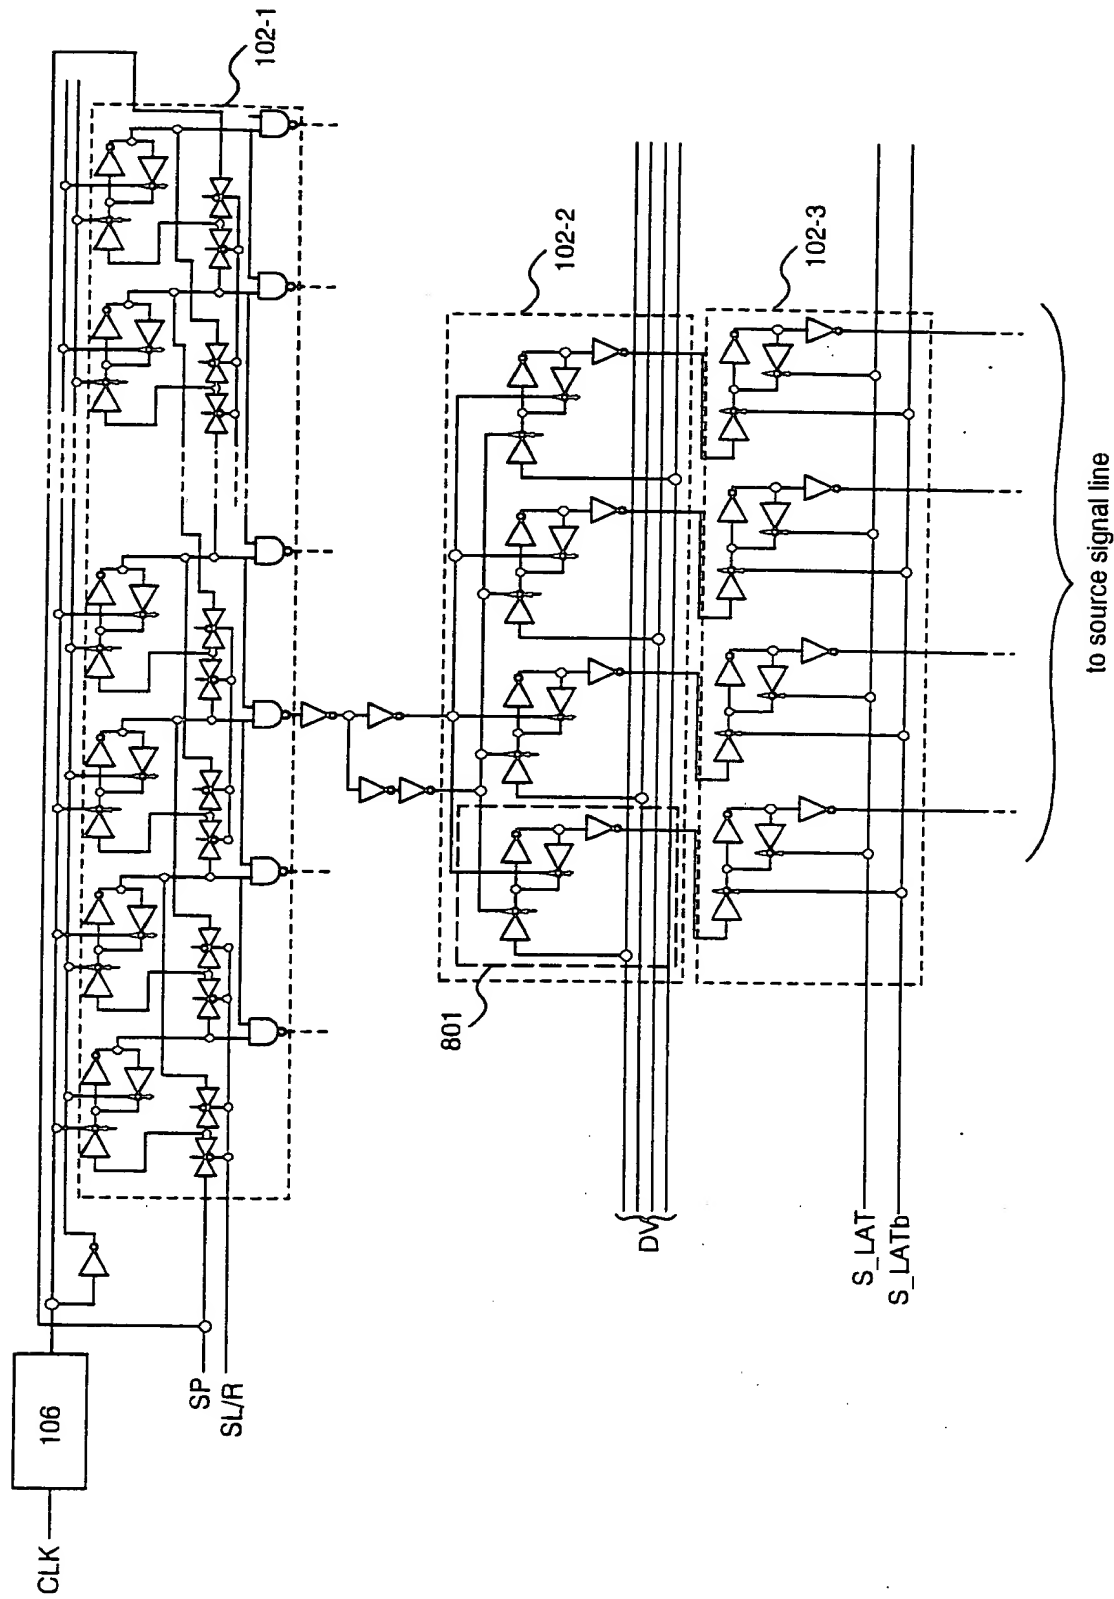 CLK
106
SP
SL/R
102-1
801
102-2
DV
102-3
S_LAT
S_LATb
to source signal line